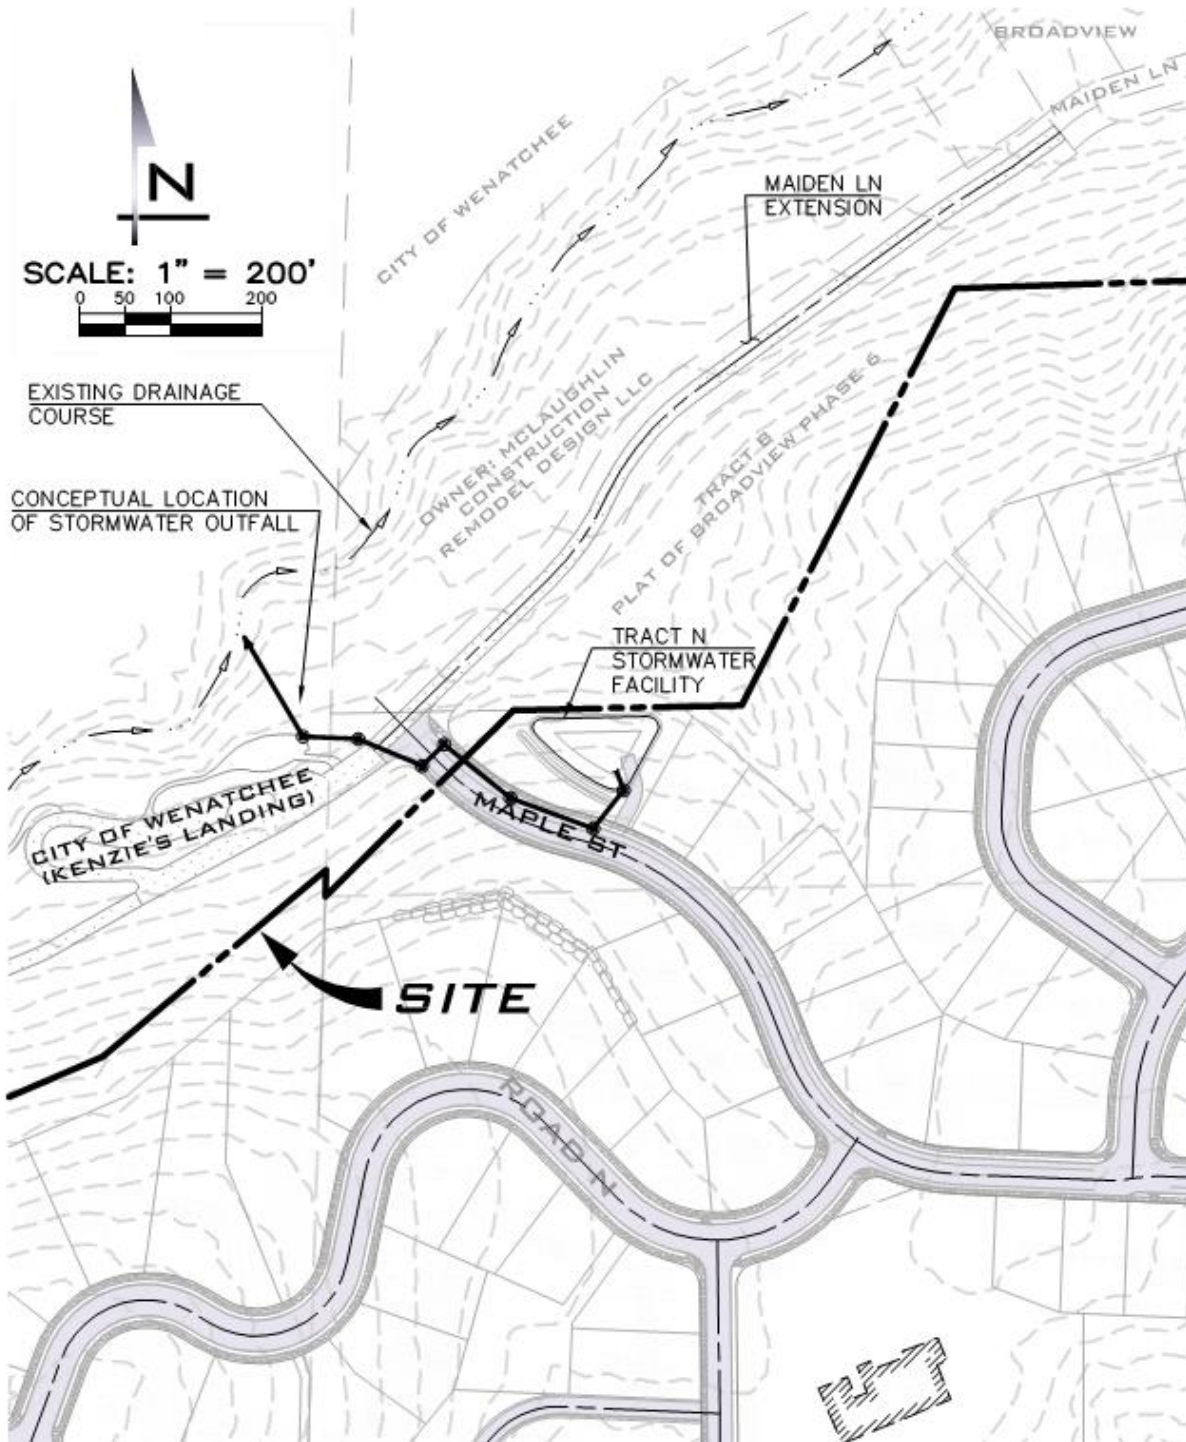 BROADVIEW
MAIDEN LN
CITY OF WENATCHEE
N
MAIDEN LN
EXTENSION
SCALE: 1" = 200'
0 50 100 200
EXISTING DRAINAGE
COURSE
OWNER: MCLAUGHLIN
CONSTRUCTION
REMODEL DESIGN LLC
TRACT B
PLAT OF BROADVIEW PHASE 6
CONCEPTUAL LOCATION
OF STORMWATER OUTFALL
TRACT N
STORMWATER
FACILITY
CITY OF WENATCHEE
(KENZIE'S LANDING)
MAPLE ST
SITE
ROAD N